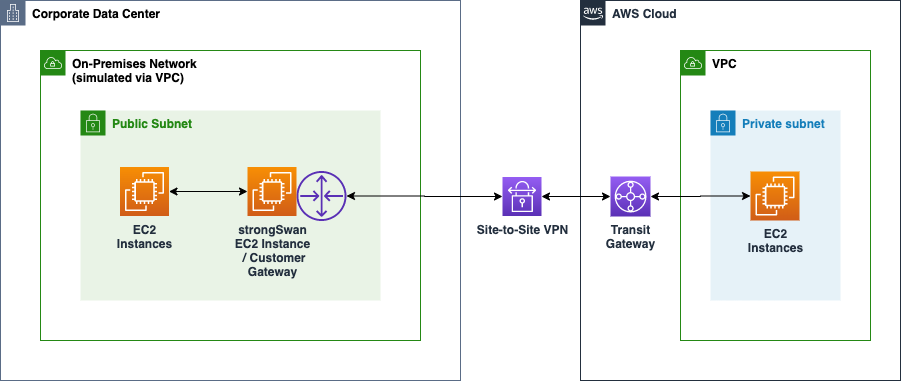 Corporate Data Center
aws
AWS Cloud
On-Premises Network
(simulated via VPC)
VPC
Public Subnet
Private subnet
EC2
Instances
strongSwan
EC2 Instance
/ Customer
Gateway
Site-to-Site VPN
Transit
Gateway
EC2
Instances